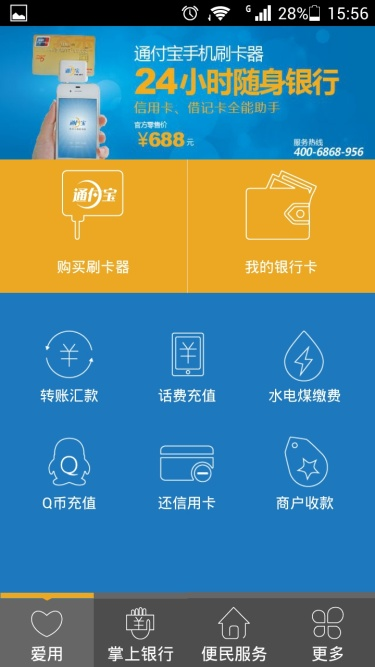 G 28% 15:56
通付宝手机刷卡器
24小时随身银行
信用卡、借记卡全能助手
官方零售价
¥688元
服务热线
400-6868-956
通付宝
购买刷卡器 我的银行卡
转账汇款 话费充值 水电煤缴费
Q
Q币充值 还信用卡 商户收款
爱用 掌上银行 便民服务 更多